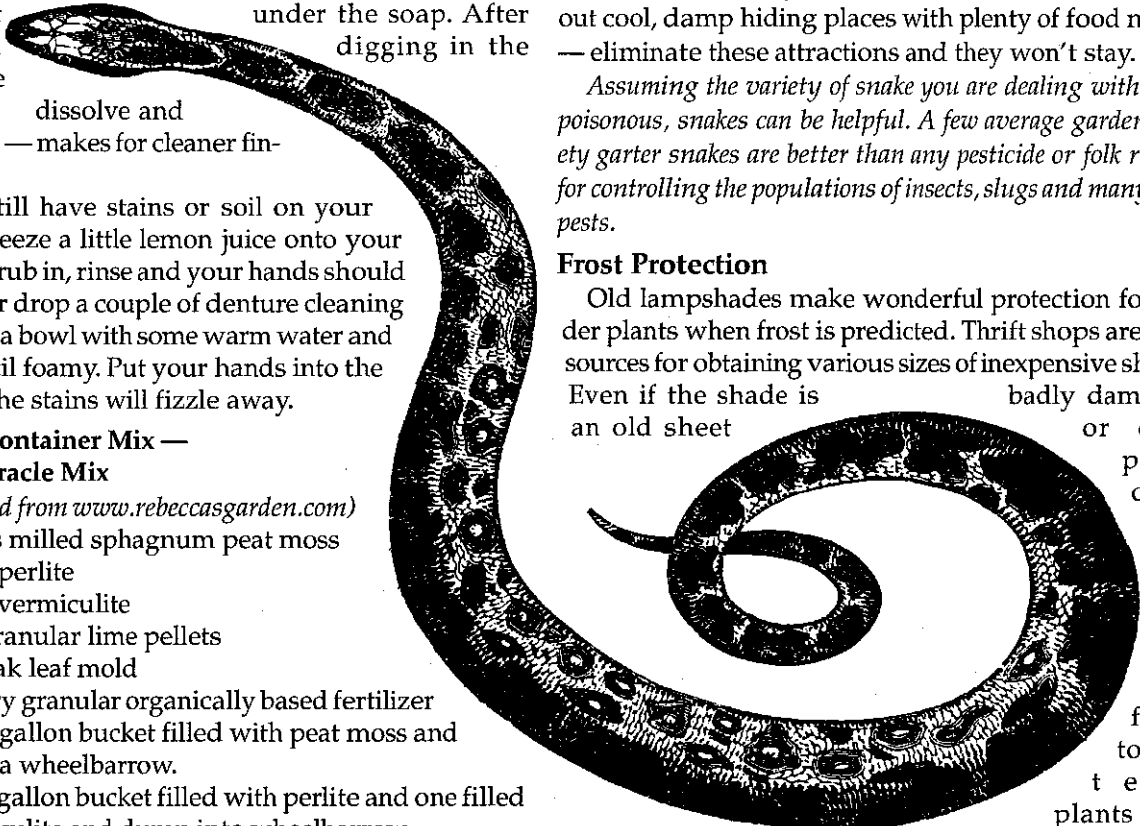 under the soap. After
digging in the
dissolve and
— makes for cleaner fin-
till have stains or soil on your
eeze a little lemon juice onto your
rub in, rinse and your hands should
r drop a couple of denture cleaning
a bowl with some warm water and
il foamy. Put your hands into the
he stains will fizzle away.
ontainer Mix —
racle Mix
d from www.rebeccasgarden.com)
s milled sphagnum peat moss
perlite
vermiculite
ranular lime pellets
ak leaf mold
y granular organically based fertilizer
gallon bucket filled with peat moss and
a wheelbarrow.
gallon bucket filled with perlite and one filled
out cool, damp hiding places with plenty of food
— eliminate these attractions and they won't stay.
Assuming the variety of snake you are dealing with
poisonous, snakes can be helpful. A few average garden
ety garter snakes are better than any pesticide or folk r
for controlling the populations of insects, slugs and many
pests.
Frost Protection
Old lampshades make wonderful protection fo
der plants when frost is predicted. Thrift shops are
sources for obtaining various sizes of inexpensive sh
Even if the shade is badly dam
an old sheet or
p
f
to
t e
plants